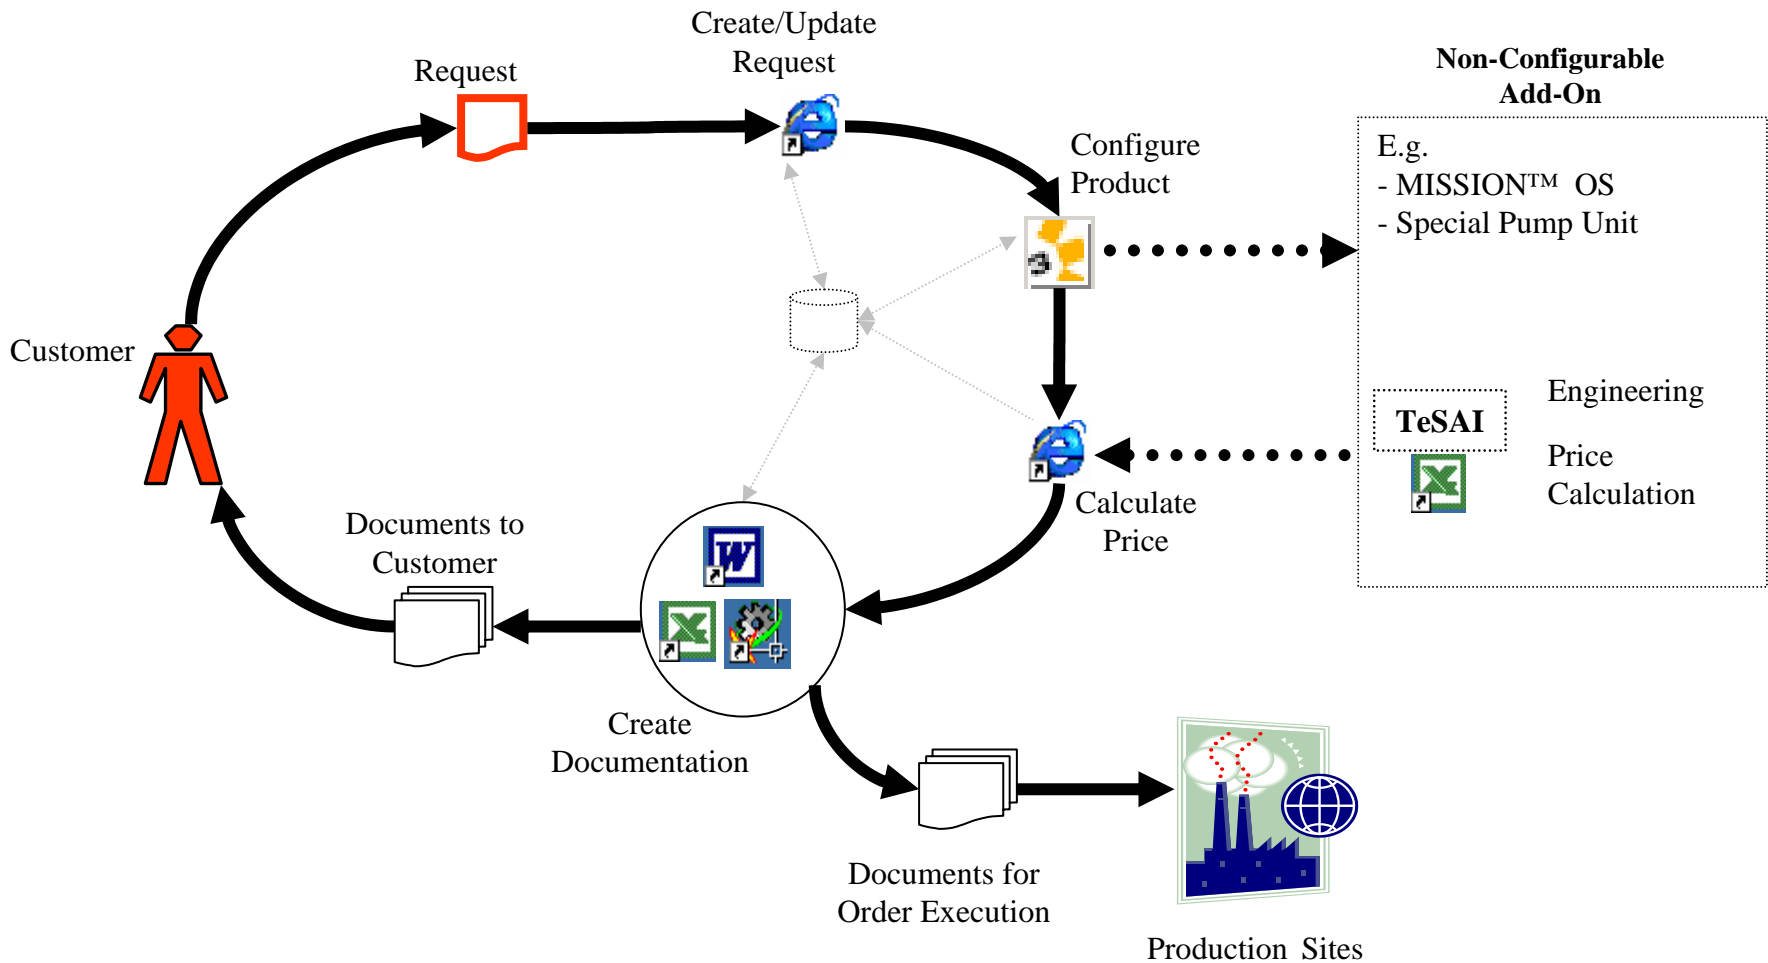 Create/Update
Request
Request
Non-Configurable
Add-On
Configure
Product
E.g.
- MISSION™ OS
- Special Pump Unit
3
Customer
TeSAI
Engineering
Price
Calculation
Calculate
Price
Documents to
Customer
W
Create
Documentation
Documents for
Order Execution
Production Sites